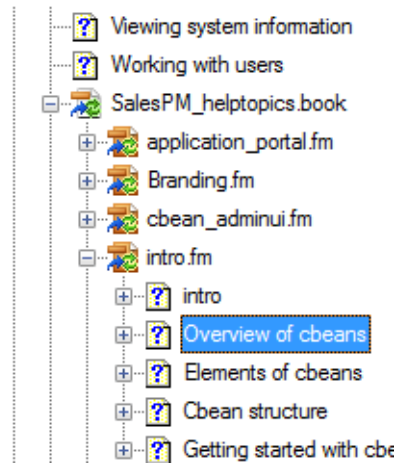 Viewing system information
Working with users
SalesPM_helptopics.book
application_portal.fm
Branding.fm
cbean_adminui.fm
intro.fm
intro
Overview of cbeans
Elements of cbeans
Cbean structure
Getting started with cbe